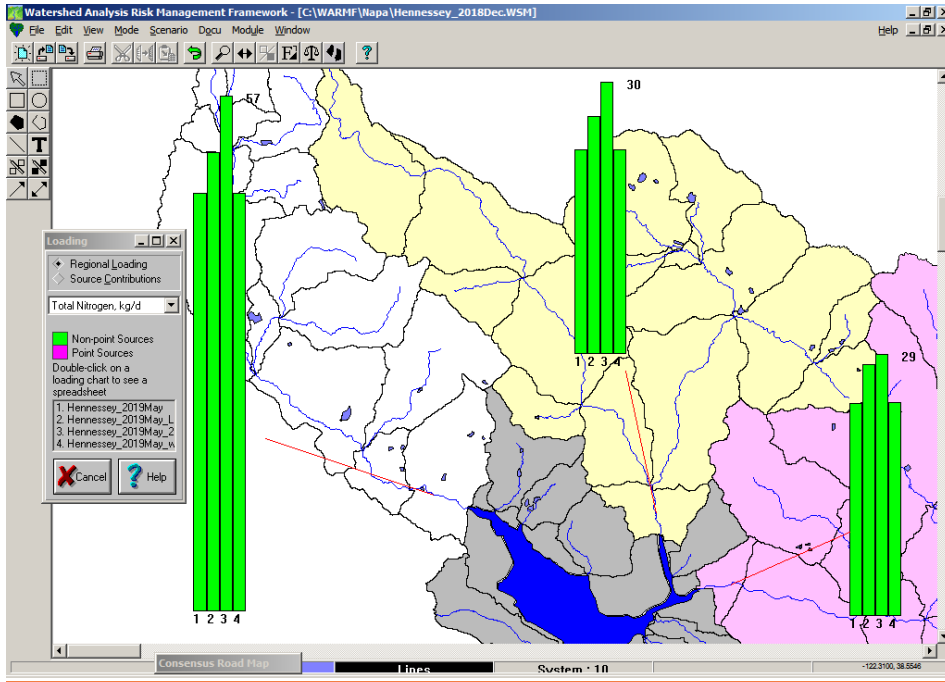 Watershed Analysis Risk Management Framework - [C:\WARMF\Napa\Hennessey_2018Dec.WSM]
File Edit View Mode Scenario Docu Module Window Help
T
57
30
29
Loading
Regional Loading
Source Contributions
Total Nitrogen, kg/d
Non-point Sources
Point Sources
Double-click on a
loading chart to see a
spreadsheet
1. Hennessey_2019May
2. Hennessey_2019May_L
3. Hennessey_2019May_2
4. Hennessey_2019May_w
Cancel
Help
1 2 3 4
1 2 3 4
1 2 3 4
Consensus Road Map
Lines
System : 10
-122.3100, 38.5546